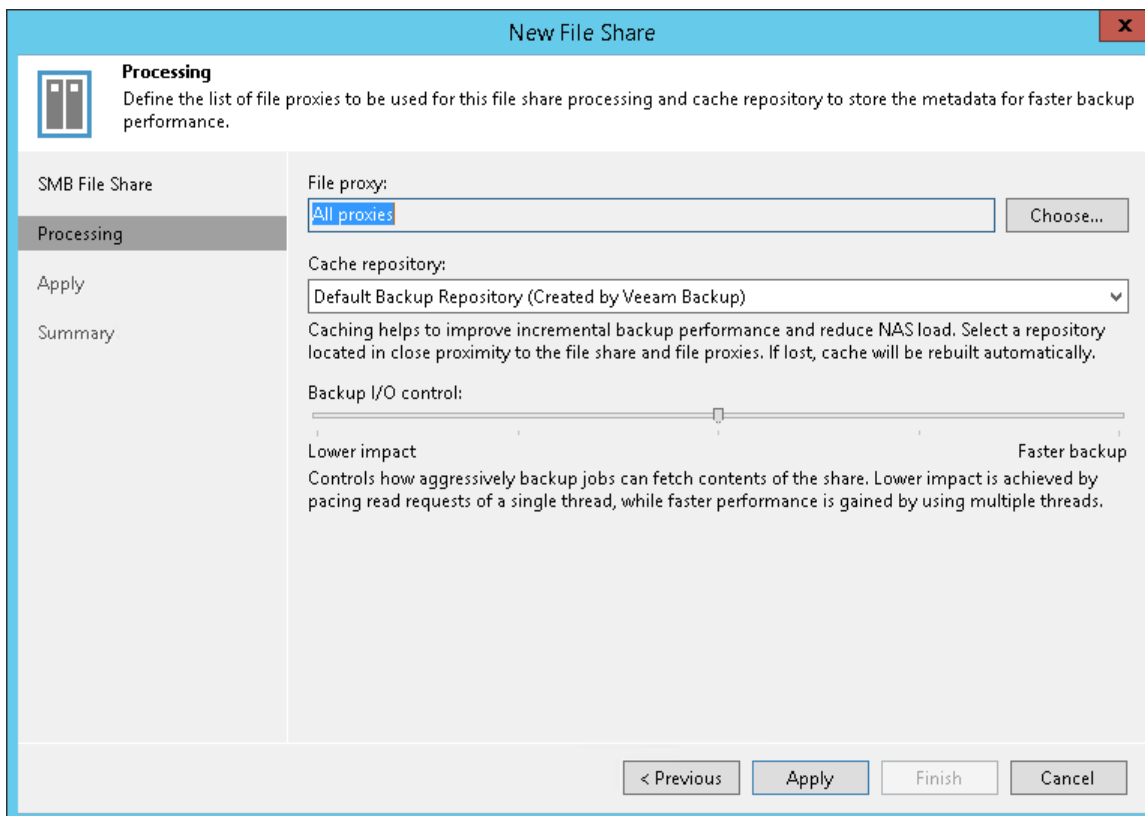 New File Share
x
Processing
Define the list of file proxies to be used for this file share processing and cache repository to store the metadata for faster backup
performance.
SMB File Share
Processing
Apply
Summary
File proxy:
All proxies
Choose...
Cache repository:
Default Backup Repository (Created by Veeam Backup)
Caching helps to improve incremental backup performance and reduce NAS load. Select a repository
located in close proximity to the file share and file proxies. If lost, cache will be rebuilt automatically.
Backup I/O control:
Lower impact
Faster backup
Controls how aggressively backup jobs can fetch contents of the share. Lower impact is achieved by
pacing read requests of a single thread, while faster performance is gained by using multiple threads.
< Previous
Apply
Finish
Cancel